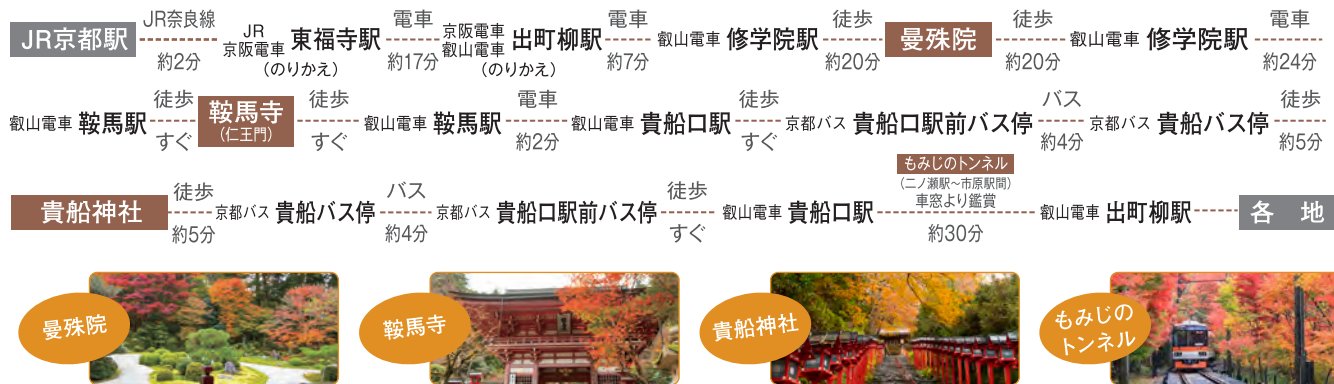 JR京都駅 JR奈良線 約2分 JR 京阪電車 東福寺駅 (のりかえ) 電車 約17分 京阪電車 叡山電車 出町柳駅 (のりかえ) 電車 約7分 叡山電車 修学院駅 徒歩 約20分 曼殊院 徒歩 約20分 叡山電車 修学院駅 電車 約24分
叡山電車 鞍馬駅 徒歩 すぐ 鞍馬寺 (仁王門) 徒歩 すぐ 叡山電車 鞍馬駅 電車 約2分 叡山電車 貴船口駅 徒歩 すぐ 京都バス 貴船口駅前バス停 バス 約4分 京都バス 貴船バス停 徒歩 約5分
貴船神社 徒歩 約5分 京都バス 貴船バス停 バス 約4分 京都バス 貴船口駅前バス停 徒歩 すぐ 叡山電車 貴船口駅 もみじのトンネル (二ノ瀬駅～市原駅間) 車窓より鑑賞 約30分 叡山電車 出町柳駅 各 地
曼殊院
鞍馬寺
貴船神社
もみじの
トンネル